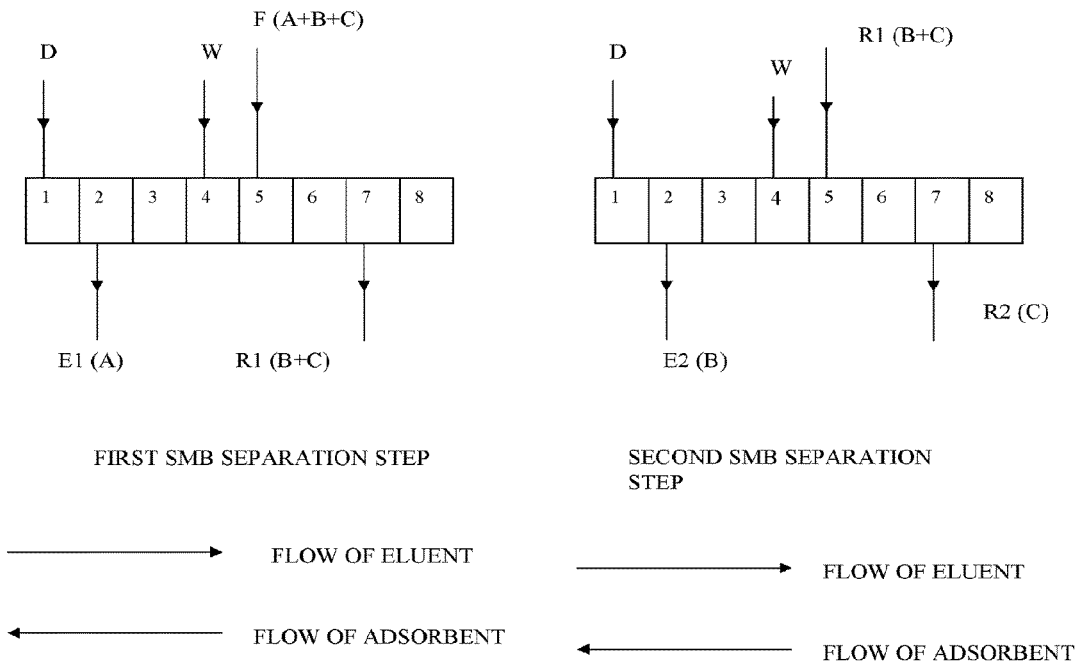 F (A+B+C)
D
W
1 2 3 4 5 6 7 8
E1 (A)
R1 (B+C)
FIRST SMB SEPARATION STEP
FLOW OF ELUENT
FLOW OF ADSORBENT
R1 (B+C)
D
W
1 2 3 4 5 6 7 8
R2 (C)
E2 (B)
SECOND SMB SEPARATION
STEP
FLOW OF ELUENT
FLOW OF ADSORBENT